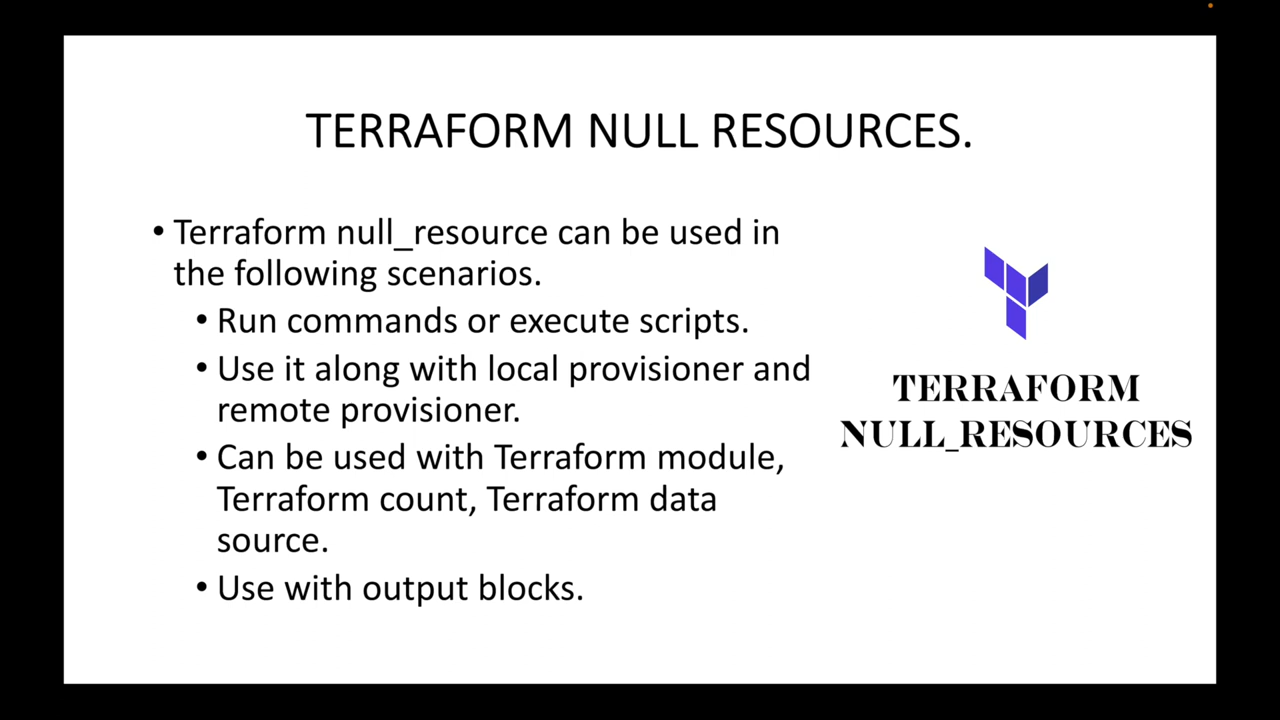 TERRAFORM NULL RESOURCES.
• Terraform null_resource can be used in
the following scenarios.
• Run commands or execute scripts.
• Use it along with local provisioner and
remote provisioner.
• Can be used with Terraform module,
Terraform count, Terraform data
source.
• Use with output blocks.
TERRAFORM
NULL_RESOURCES